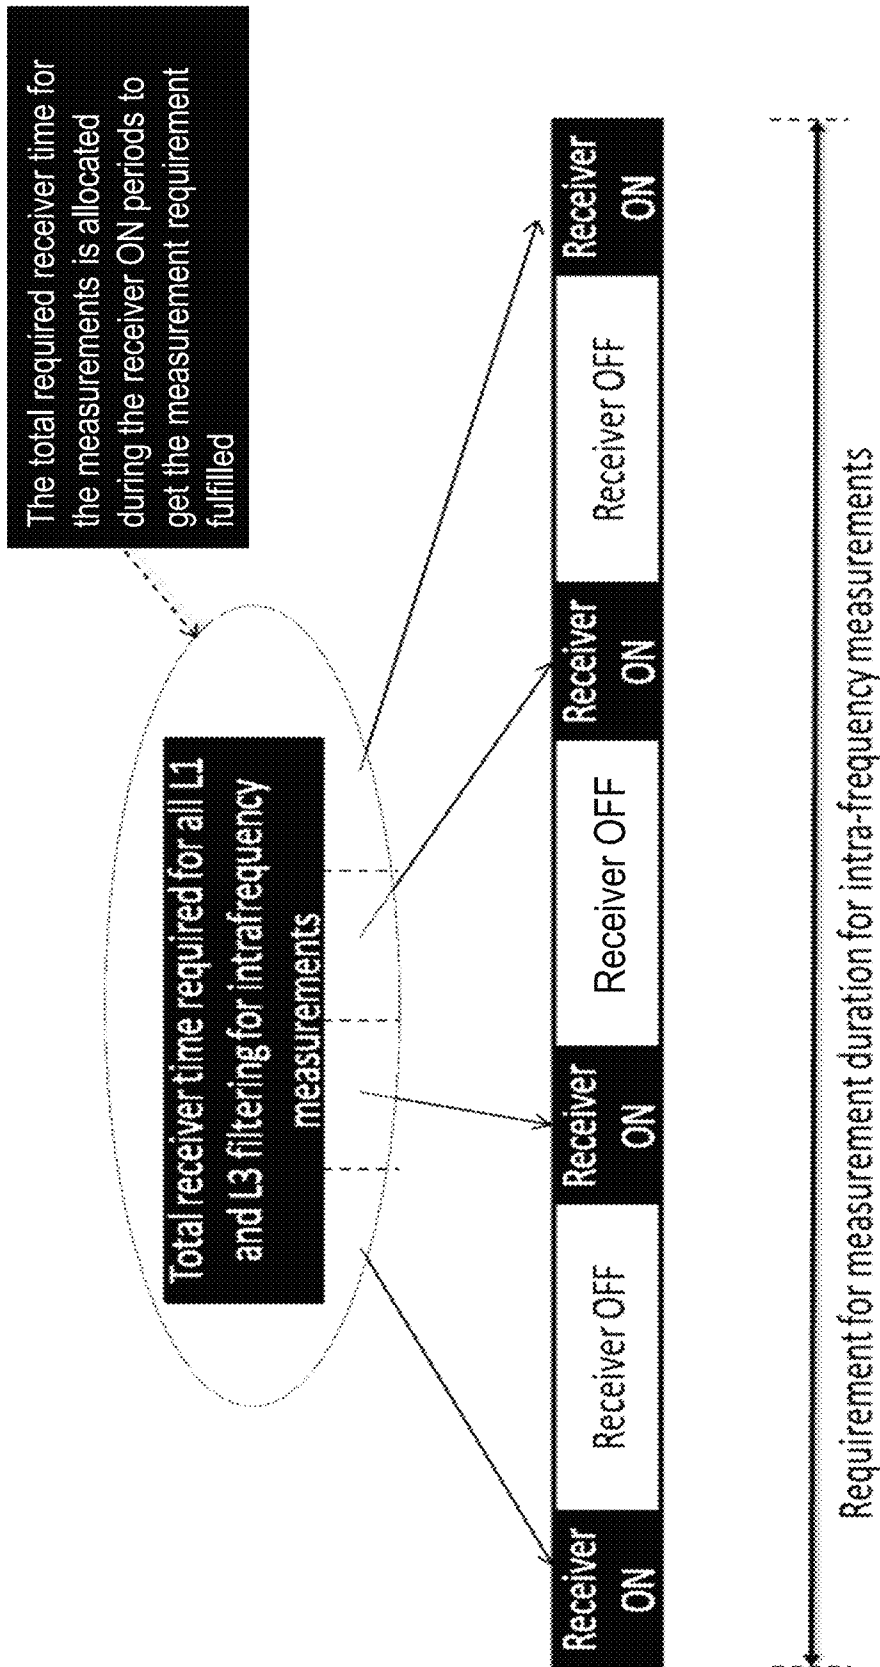 The total required receiver time for
the measurements is allocated
during the receiver ON periods to
get the measurement requirement
fulfilled
Total receiver time required for all L1
and L3 filtering for intrafrequency
measurements
Receiver
ON
Receiver OFF
Receiver
ON
Receiver OFF
Receiver
ON
Receiver OFF
Receiver
ON
Requirement for measurement duration for intra-frequency measurements